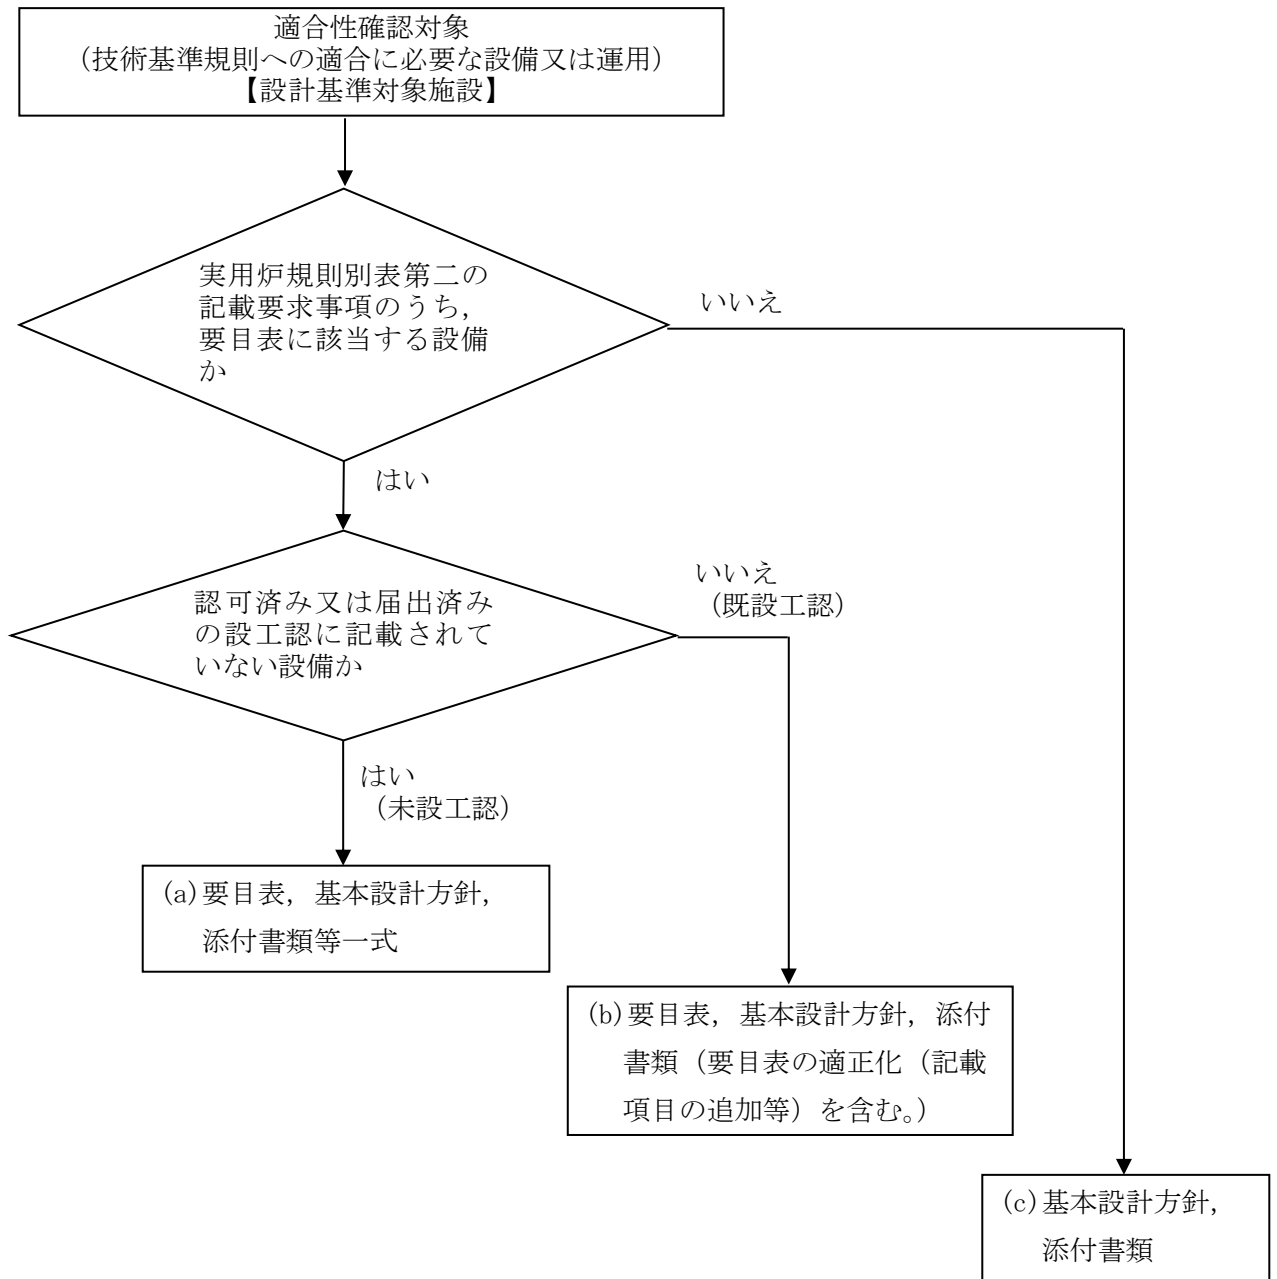 適合性確認対象
（技術基準規則への適合に必要な設備又は運用）
【設計基準対象施設】
実用炉規則別表第二の
記載要求事項のうち，
要目表に該当する設備
か
いいえ
はい
認可済み又は届出済み
の設工認に記載されて
いない設備か
いいえ
（既設工認）
はい
（未設工認）
(a)要目表，基本設計方針，
添付書類等一式
(b)要目表，基本設計方針，添付
書類（要目表の適正化（記載
項目の追加等）を含む。）
(c)基本設計方針，
添付書類